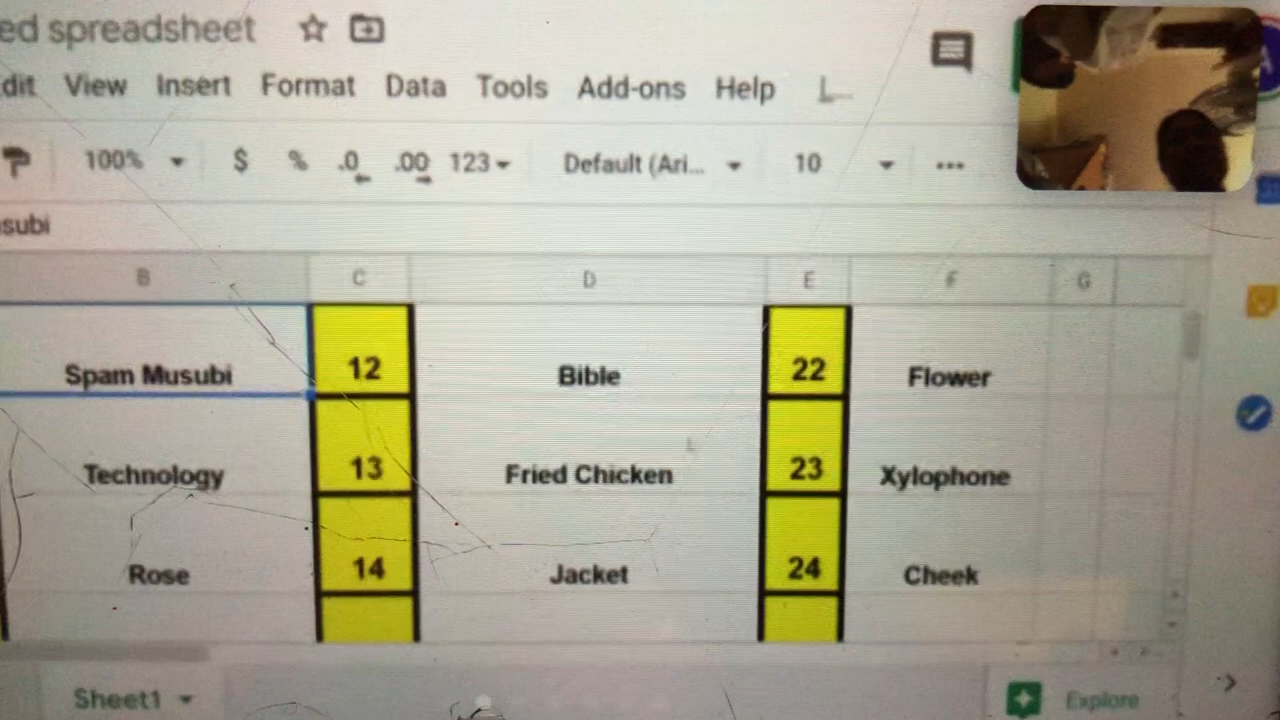 ed spreadsheet
dit View Insert Format Data Tools Add-ons Help L
100% $ % .0 .00 123 Default (Ari... 10 ...
subi
B C D E F G
Spam Musubi 12 Bible 22 Flower
Technology 13 Fried Chicken 23 Xylophone
Rose 14 Jacket 24 Cheek
Sheet1 Explore